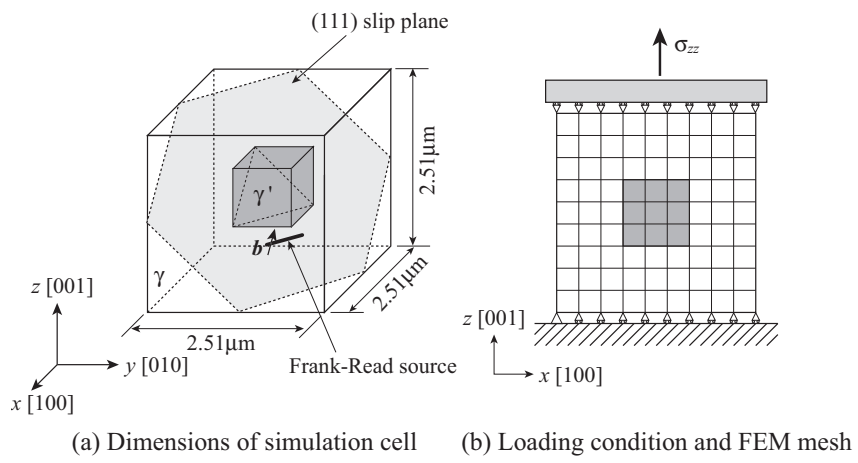 (111) slip plane
σzz
2.51μm
γ'
b
γ
2.51μm
z [001]
2.51μm
z [001]
y [010]
Frank-Read source
x [100]
x [100]
(a) Dimensions of simulation cell
(b) Loading condition and FEM mesh